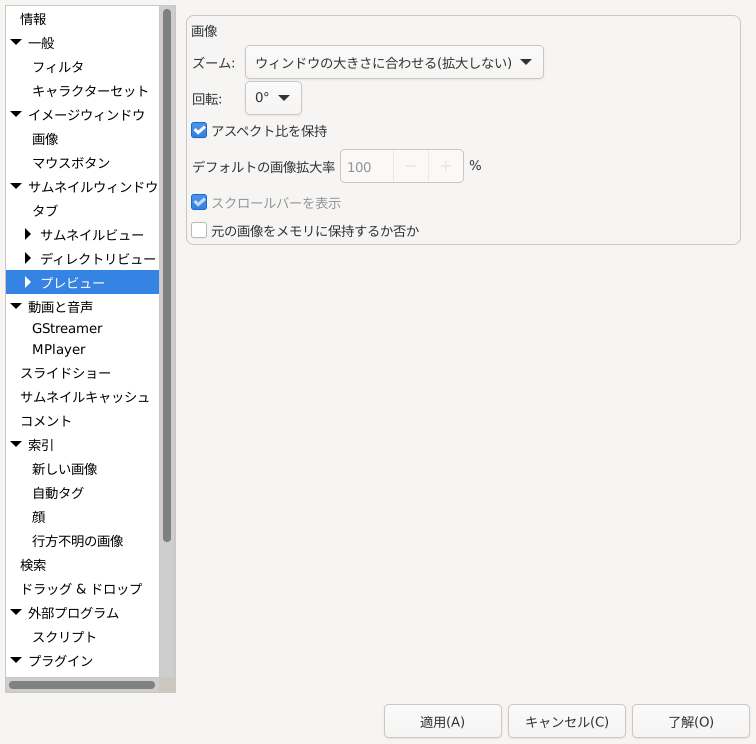 情報
一般
フィルタ
キャラクターセット
イメージウィンドウ
画像
マウスボタン
サムネイルウィンドウ
タブ
サムネイルビュー
ディレクトリビュー
プレビュー
動画と音声
GStreamer
MPlayer
スライドショー
サムネイルキャッシュ
コメント
索引
新しい画像
自動タグ
顔
行方不明の画像
検索
ドラッグ & ドロップ
外部プログラム
スクリプト
プラグイン
画像
ズーム: ウィンドウの大きさに合わせる(拡大しない)
回転: 0°
アスペクト比を保持
デフォルトの画像拡大率 100 − + %
スクロールバーを表示
元の画像をメモリに保持するか否か
適用(A) キャンセル(C) 了解(O)